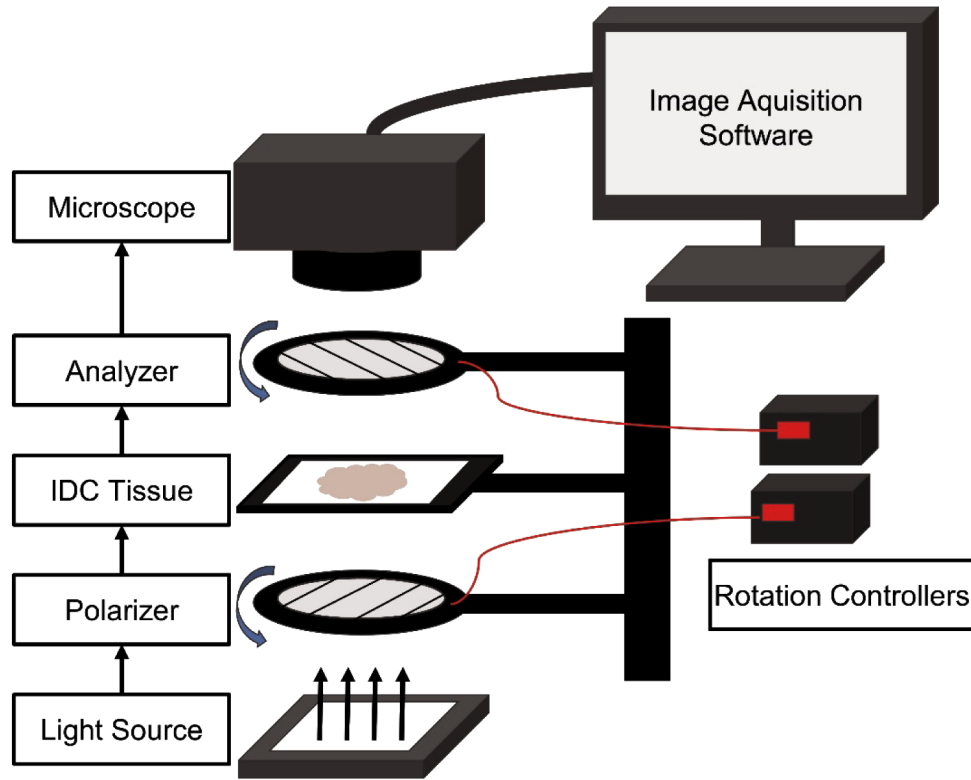 Image Aquisition
Software
Microscope
Analyzer
IDC Tissue
Polarizer
Rotation Controllers
Light Source